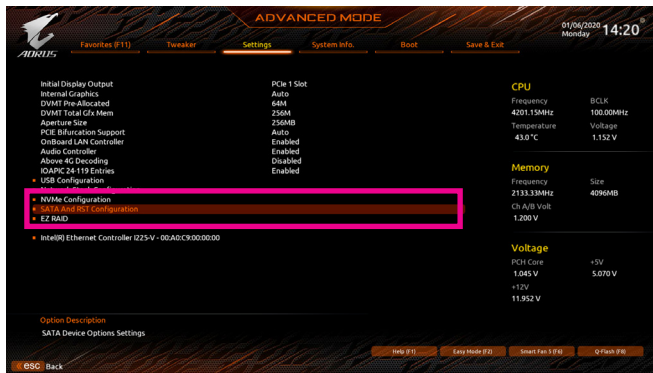 ADVANCED MODE
01/06/2020 14:20
Monday
AORUS
Favorites (F11) Tweaker Settings System Info. Boot Save & Exit
Initial Display Output PCIe 1 Slot
Internal Graphics Auto
DVMT Pre-Allocated 64M
DVMT Total Gfx Mem 256M
Aperture Size 256MB
PCIE Bifurcation Support Auto
OnBoard LAN Controller Enabled
Audio Controller Enabled
Above 4G Decoding Disabled
IOAPIC 24-119 Entries Enabled
USB Configuration
NVMe Configuration
SATA And RST Configuration
EZ RAID
Intel(R) Ethernet Controller I225-V - 00:A0:C9:00:00:00
CPU
Frequency BCLK
4201.15MHz 100.00MHz
Temperature Voltage
43.0 °C 1.152 V
Memory
Frequency Size
2133.33MHz 4096MB
Ch A/B Volt
1.200 V
Voltage
PCH Core +5V
1.045 V 5.070 V
+12V
11.952 V
Option Description
SATA Device Options Settings
Help (F1) Easy Mode (F2) Smart Fan 5 (F6) Q-Flash (F8)
esc Back